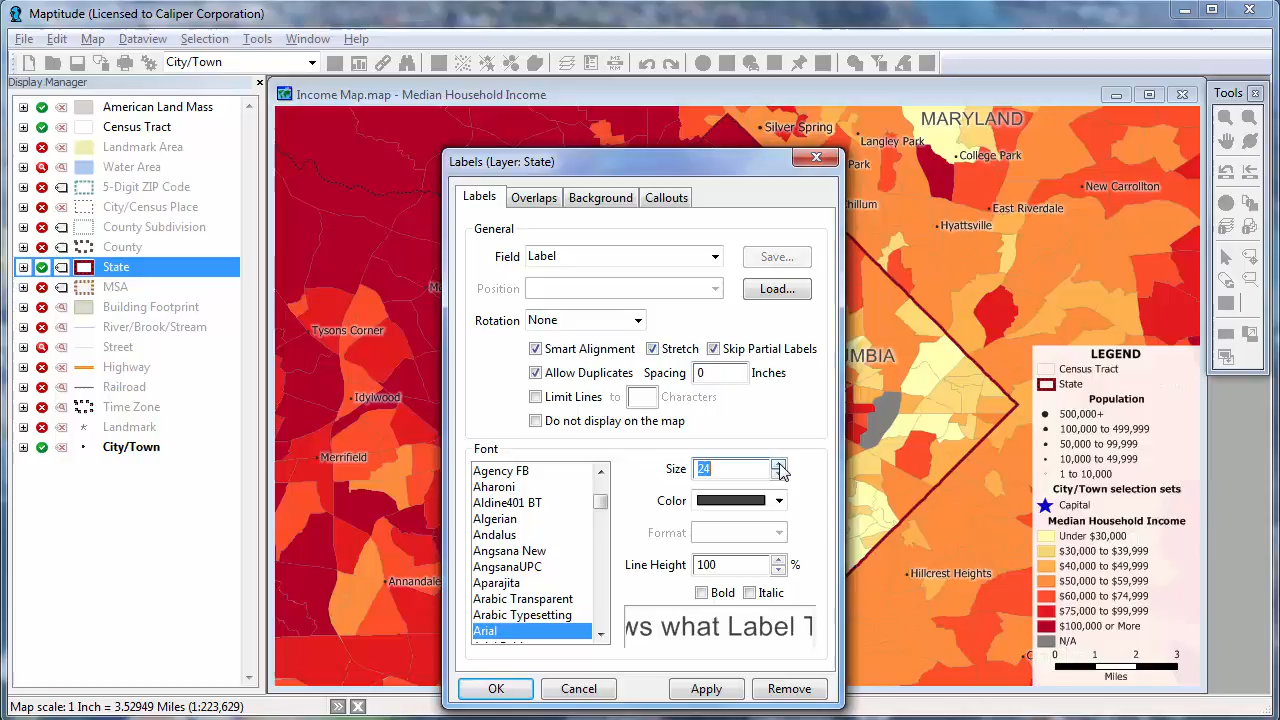 Maptitude (Licensed to Caliper Corporation)
File Edit Map Dataview Selection Tools Window Help
City/Town
Display Manager
American Land Mass
Census Tract
Landmark Area
Water Area
5-Digit ZIP Code
City/Census Place
County Subdivision
County
State
MSA
Building Footprint
River/Brook/Stream
Street
Highway
Railroad
Time Zone
Landmark
City/Town
Income Map.map - Median Household Income
Tools
MARYLAND
Silver Spring
Langley Park
Park
College Park
New Carrollton
hillum
East Riverdale
Hyattsville
Tysons Corner
MBIA
Idylwood
Merrifield
Annandale
Hillcrest Heights
Labels (Layer: State)
Labels Overlaps Background Callouts
General
Field Label Save...
Position Load...
Rotation None
Smart Alignment Stretch Skip Partial Labels
Allow Duplicates Spacing 0 Inches
Limit Lines to Characters
Do not display on the map
Font
Agency FB
Aharoni
Aldine401 BT
Algerian
Andalus
Angsana New
AngsanaUPC
Aparajita
Arabic Transparent
Arabic Typesetting
Arial
Size 24
Color
Format
Line Height 100 %
Bold Italic
ws what Label T
OK Cancel Apply Remove
LEGEND
Census Tract
State
Population
500,000+
100,000 to 499,999
50,000 to 99,999
10,000 to 49,999
1 to 10,000
City/Town selection sets
Capital
Median Household Income
Under $30,000
$30,000 to $39,999
$40,000 to $49,999
$50,000 to $59,999
$60,000 to $74,999
$75,000 to $99,999
$100,000 or More
N/A
0 1 2 3
Miles
Map scale: 1 Inch = 3.52949 Miles (1:223,629)